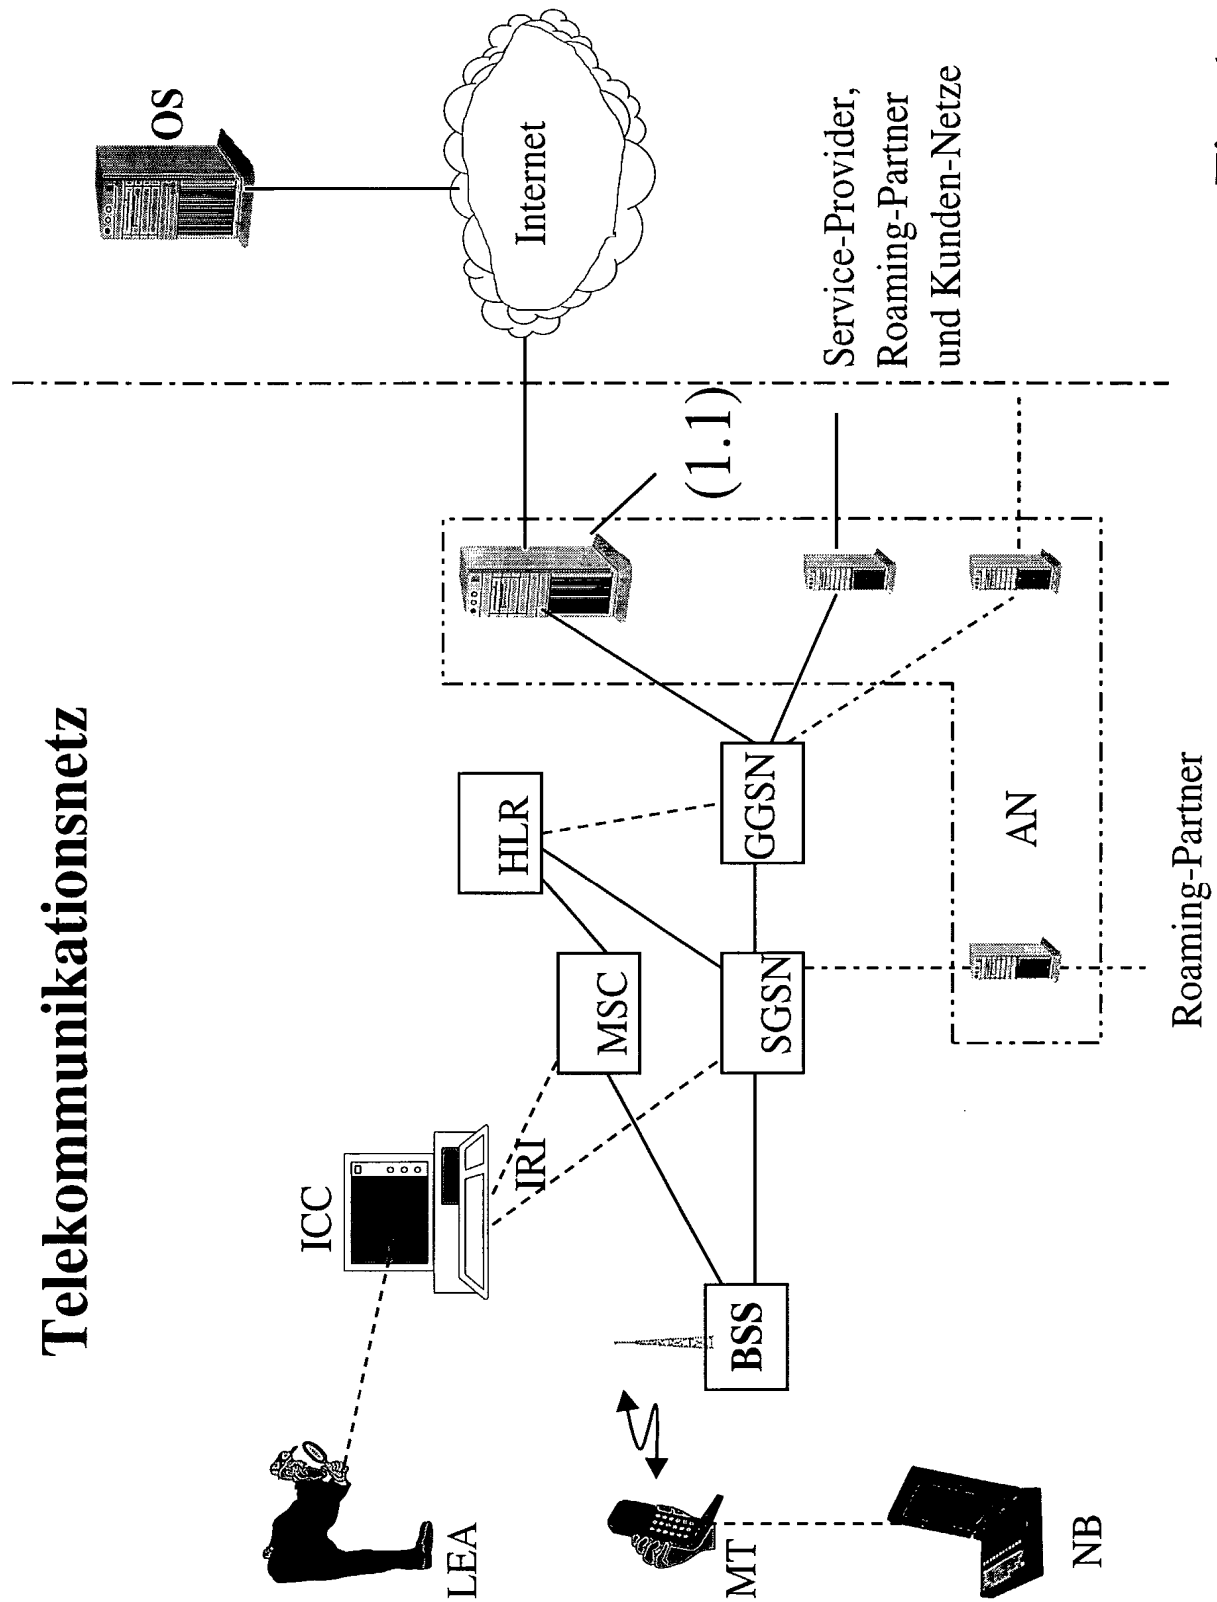 Telekommunikationsnetz
OS
Internet
LEA
ICC
IRI
HLR
MSC
(1.1)
MT
BSS
SGSN
GGSN
Service-Provider,
Roaming-Partner
und Kunden-Netze
AN
NB
Roaming-Partner